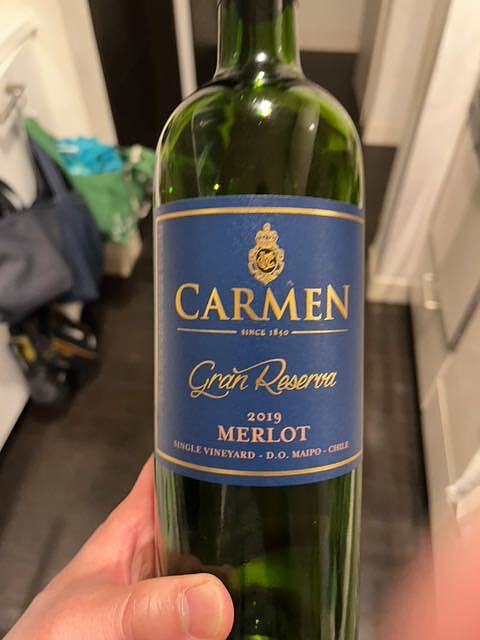 CARMEN
SINCE 1850
Gran Reserva
2019
MERLOT
SINGLE VINEYARD - D.O. MAIPO - CHILE